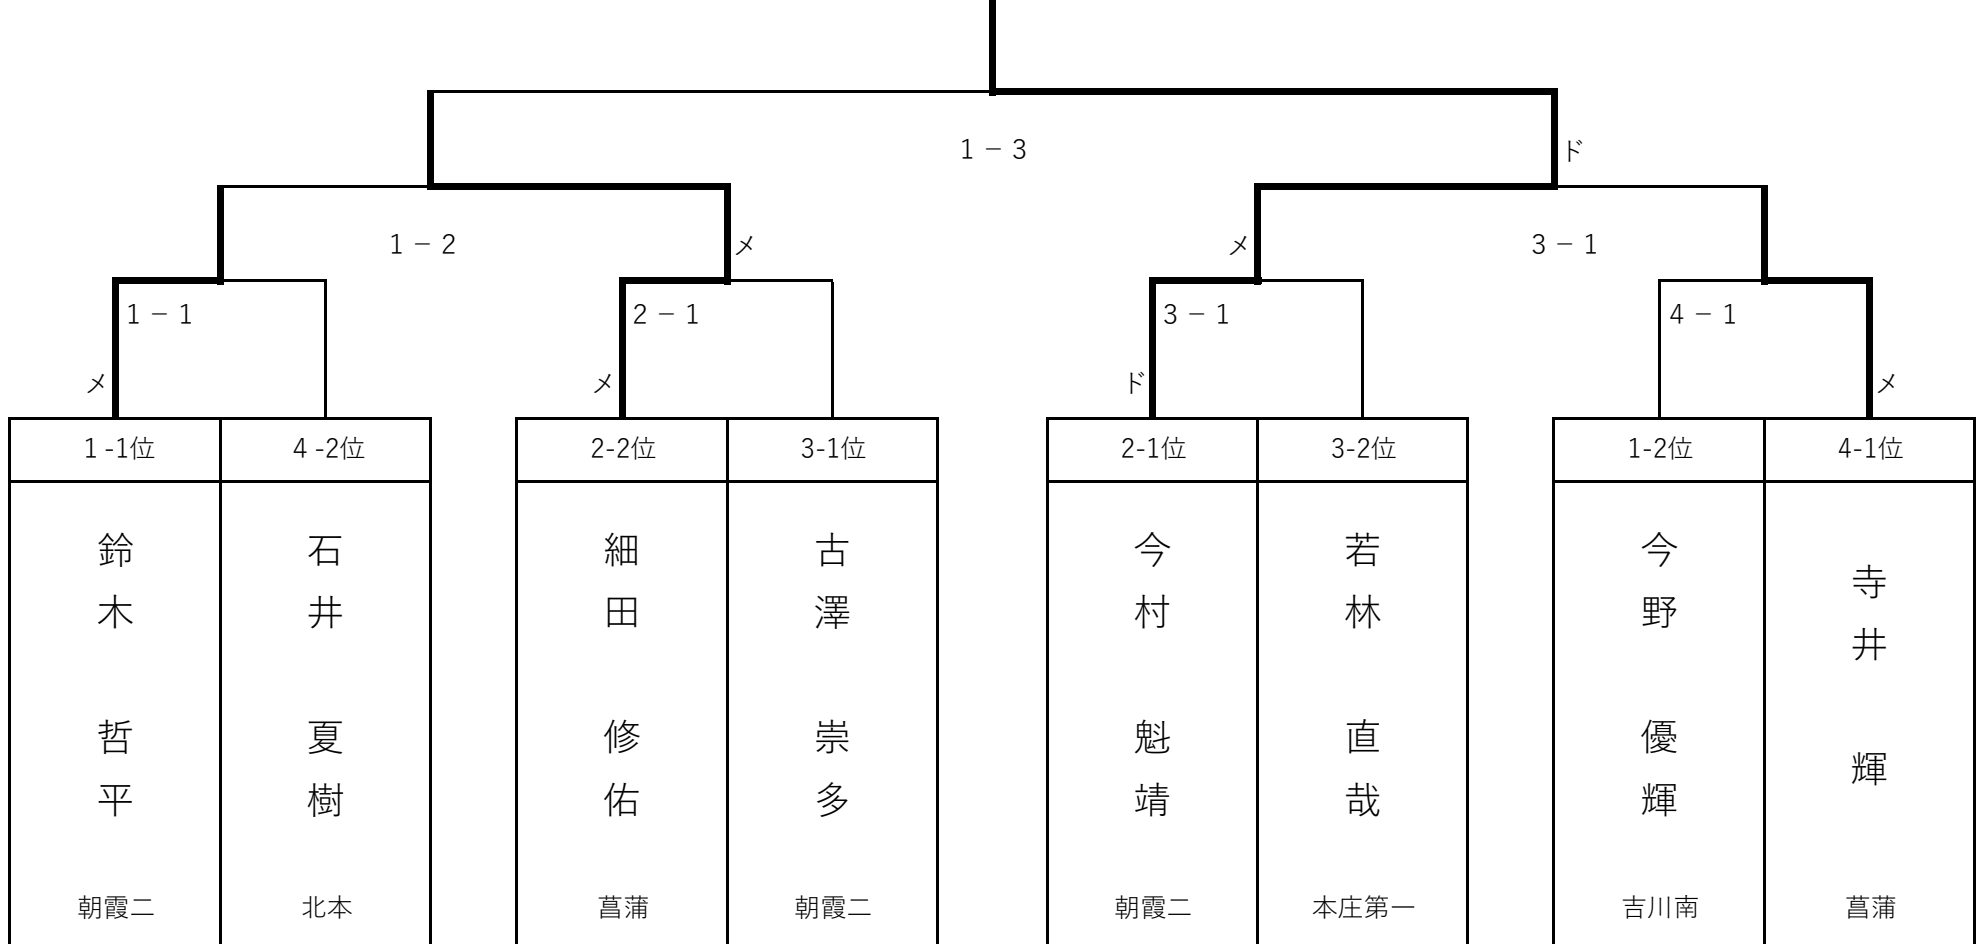 1 − 3
ド
1 − 2
メ
メ
3 − 1
1 − 1
2 − 1
3 − 1
4 − 1
メ
メ
ド
メ
1 -1位
4 -2位
2-2位
3-1位
2-1位
3-2位
1-2位
4-1位
鈴木 哲平
石井 夏樹
細田 修佑
古澤 崇多
今村 魁靖
若林 直哉
今野 優輝
寺井 輝
朝霞二
北本
菖蒲
朝霞二
朝霞二
本庄第一
吉川南
菖蒲